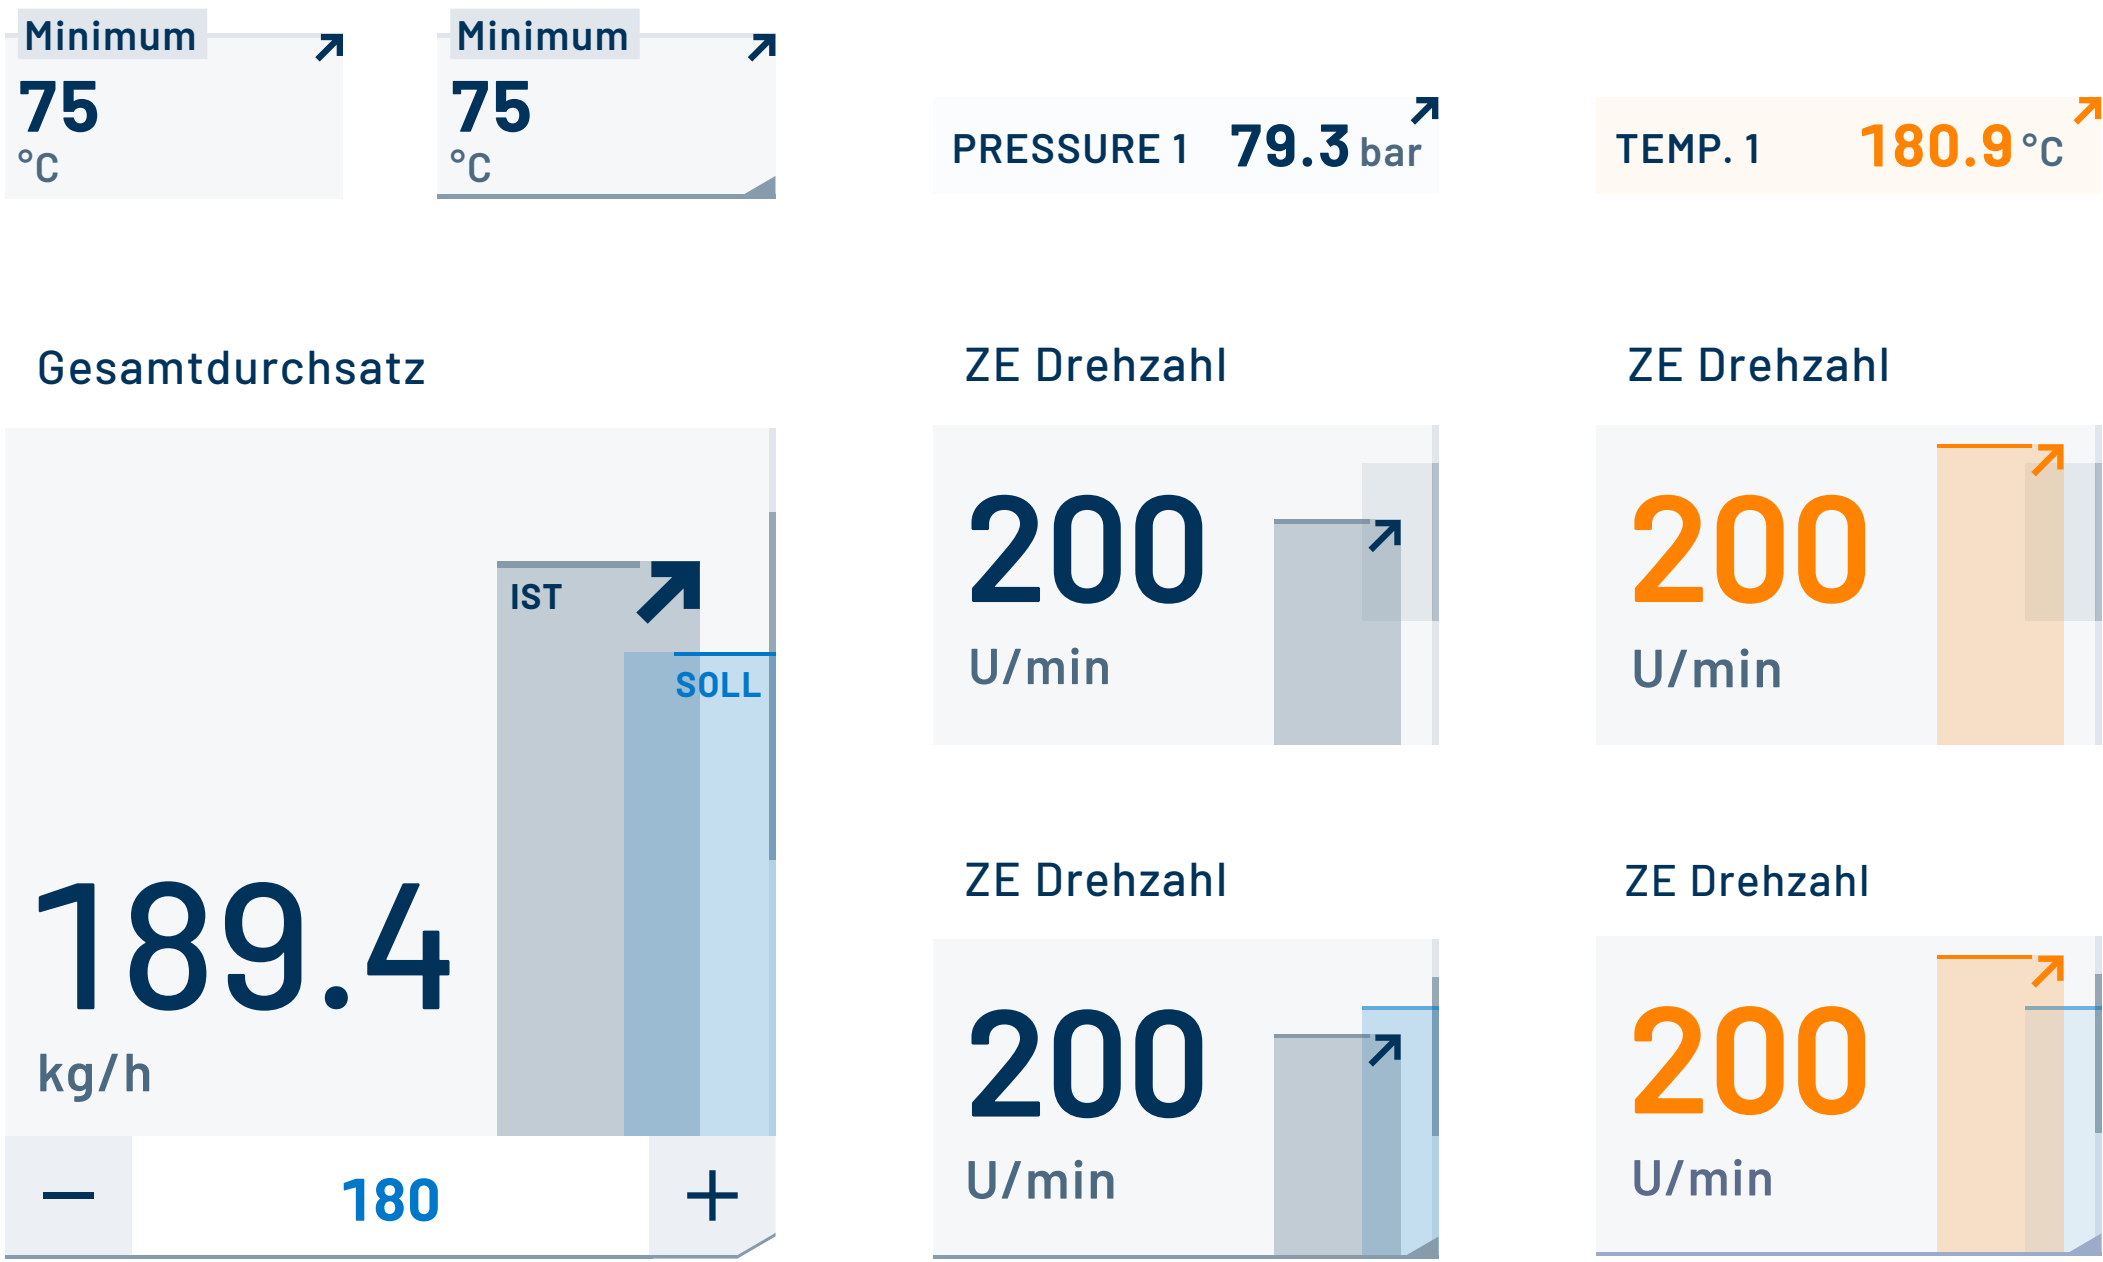 Minimum
75
°C
Minimum
75
°C
PRESSURE 1 79.3 bar
TEMP. 1 180.9 °C
Gesamtdurchsatz
IST
SOLL
189.4
kg/h
180
ZE Drehzahl
200
U/min
ZE Drehzahl
200
U/min
ZE Drehzahl
200
U/min
ZE Drehzahl
200
U/min